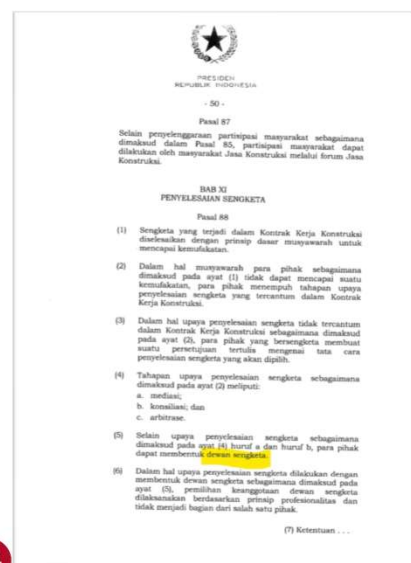 PRESIDEN
REPUBLIK INDONESIA
- 50 -
Pasal 87
Selain penyelenggaraan partisipasi masyarakat sebagaimana
dimaksud dalam Pasal 85, partisipasi masyarakat dapat
dilakukan oleh masyarakat Jasa Konstruksi melalui forum Jasa
Konstruksi.
BAB XI
PENYELESAIAN SENGKETA
Pasal 88
(1) Sengketa yang terjadi dalam Kontrak Kerja Konstruksi
diselesaikan dengan prinsip dasar musyawarah untuk
mencapai kemufakatan.
(2) Dalam hal musyawarah para pihak sebagaimana
dimaksud pada ayat (1) tidak dapat mencapai suatu
kemufakatan, para pihak menempuh tahapan upaya
penyelesaian sengketa yang tercantum dalam Kontrak
Kerja Konstruksi.
(3) Dalam hal upaya penyelesaian sengketa tidak tercantum
dalam Kontrak Kerja Konstruksi sebagaimana dimaksud
pada ayat (2), para pihak yang bersengketa membuat
suatu persetujuan tertulis mengenai tata cara
penyelesaian sengketa yang akan dipilih.
(4) Tahapan upaya penyelesaian sengketa sebagaimana
dimaksud pada ayat (2) meliputi:
a. mediasi;
b. konsiliasi; dan
c. arbitrase.
(5) Selain upaya penyelesaian sengketa sebagaimana
dimaksud pada ayat (4) huruf a dan huruf b, para pihak
dapat membentuk dewan sengketa.
(6) Dalam hal upaya penyelesaian sengketa dilakukan dengan
membentuk dewan sengketa sebagaimana dimaksud pada
ayat (5), pemilihan keanggotaan dewan sengketa
dilaksanakan berdasarkan prinsip profesionalitas dan
tidak menjadi bagian dari salah satu pihak.
(7) Ketentuan . . .